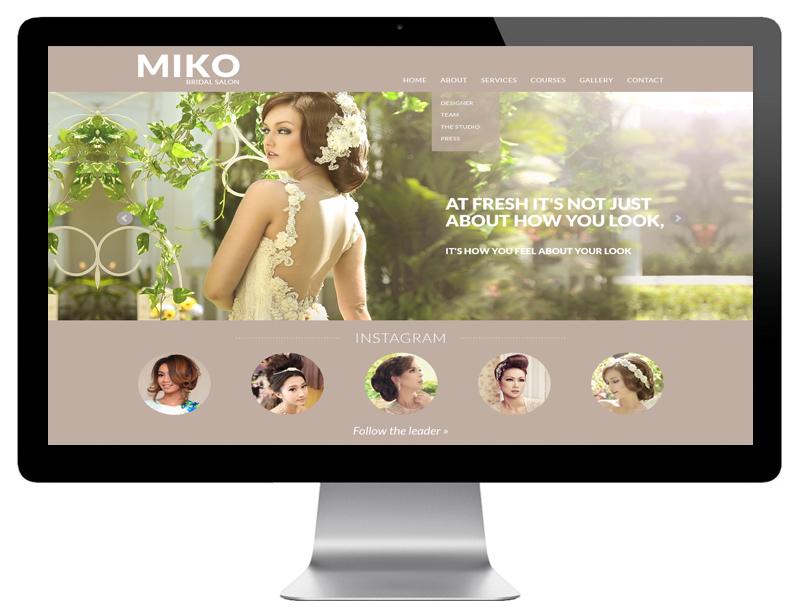 MIKO
BRIDAL SALON
HOME ABOUT SERVICES COURSES GALLERY CONTACT
DESIGNER
TEAM
THE STUDIO
PRESS
AT FRESH IT'S NOT JUST
ABOUT HOW YOU LOOK,
IT'S HOW YOU FEEL ABOUT YOUR LOOK
INSTAGRAM
Follow the leader »